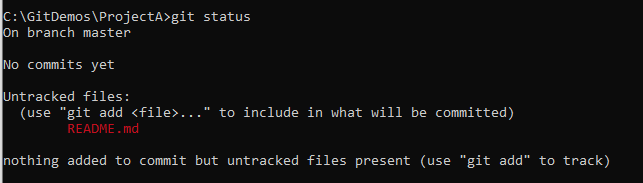 C:\GitDemos\ProjectA>git status
On branch master
No commits yet
Untracked files:
(use "git add <file>..." to include in what will be committed)
README.md
nothing added to commit but untracked files present (use "git add" to track)